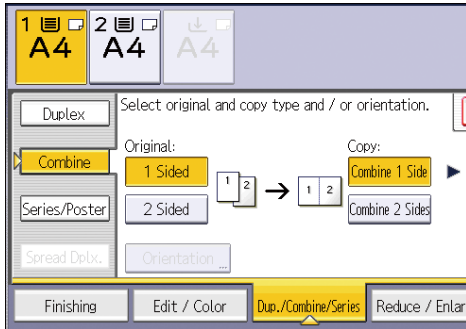 1 2
A4 A4 A4
Duplex
Select original and copy type and / or orientation.
Combine
Original: Copy:
1 Sided
1 2
1 2
Combine 1 Side
Series/Poster
2 Sided
Combine 2 Sides
Spread Dplx.
Orientation ...
Finishing Edit / Color Dup./Combine/Series Reduce / Enlar